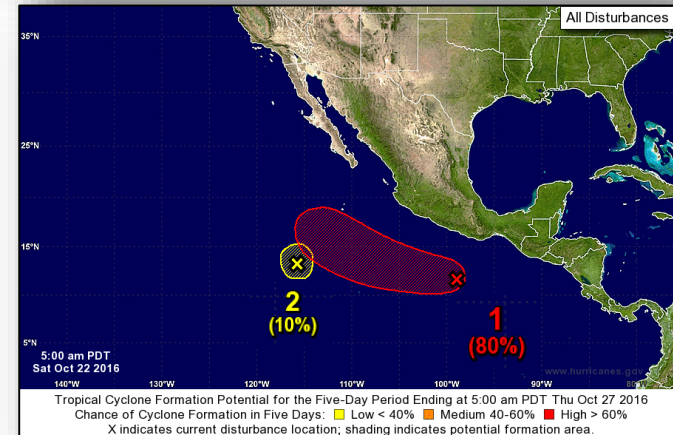 All Disturbances
35°N
25°N
15°N
5°N
2
(10%)
1
(80%)
5:00 am PDT
Sat Oct 22 2016
www.hurricanes.gov
140°W 130°W 120°W 110°W 100°W 90°W 80°W
Tropical Cyclone Formation Potential for the Five-Day Period Ending at 5:00 am PDT Thu Oct 27 2016
Chance of Cyclone Formation in Five Days: Low < 40% Medium 40-60% High > 60%
X indicates current disturbance location; shading indicates potential formation area.